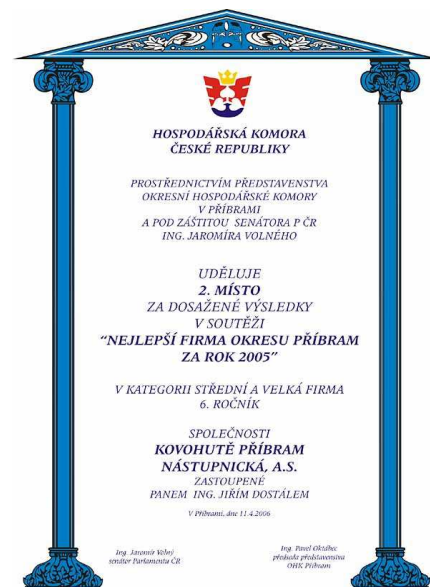 HOSPODÁŘSKÁ KOMORA
ČESKÉ REPUBLIKY
PROSTŘEDNICTVÍM PŘEDSTAVENSTVA
OKRESNÍ HOSPODÁŘSKÉ KOMORY
V PŘÍBRAMI
A POD ZÁŠTITOU SENÁTORA P ČR
ING. JAROMÍRA VOLNÉHO
UDĚLUJE
2. MÍSTO
ZA DOSAŽENÉ VÝSLEDKY
V SOUTĚŽI
“NEJLEPŠÍ FIRMA OKRESU PŘÍBRAM
ZA ROK 2005”
V KATEGORII STŘEDNÍ A VELKÁ FIRMA
6. ROČNÍK
SPOLEČNOSTI
KOVOHUTĚ PŘÍBRAM
NÁSTUPNICKÁ, A.S.
ZASTOUPENÉ
PANEM ING. JIŘÍM DOSTÁLEM
V Příbrami, dne 11.4.2006
Ing. Jaromír Volný
senátor Parlamentu ČR
Ing. Pavel Oktábec
předseda představenstva
OHK Příbram